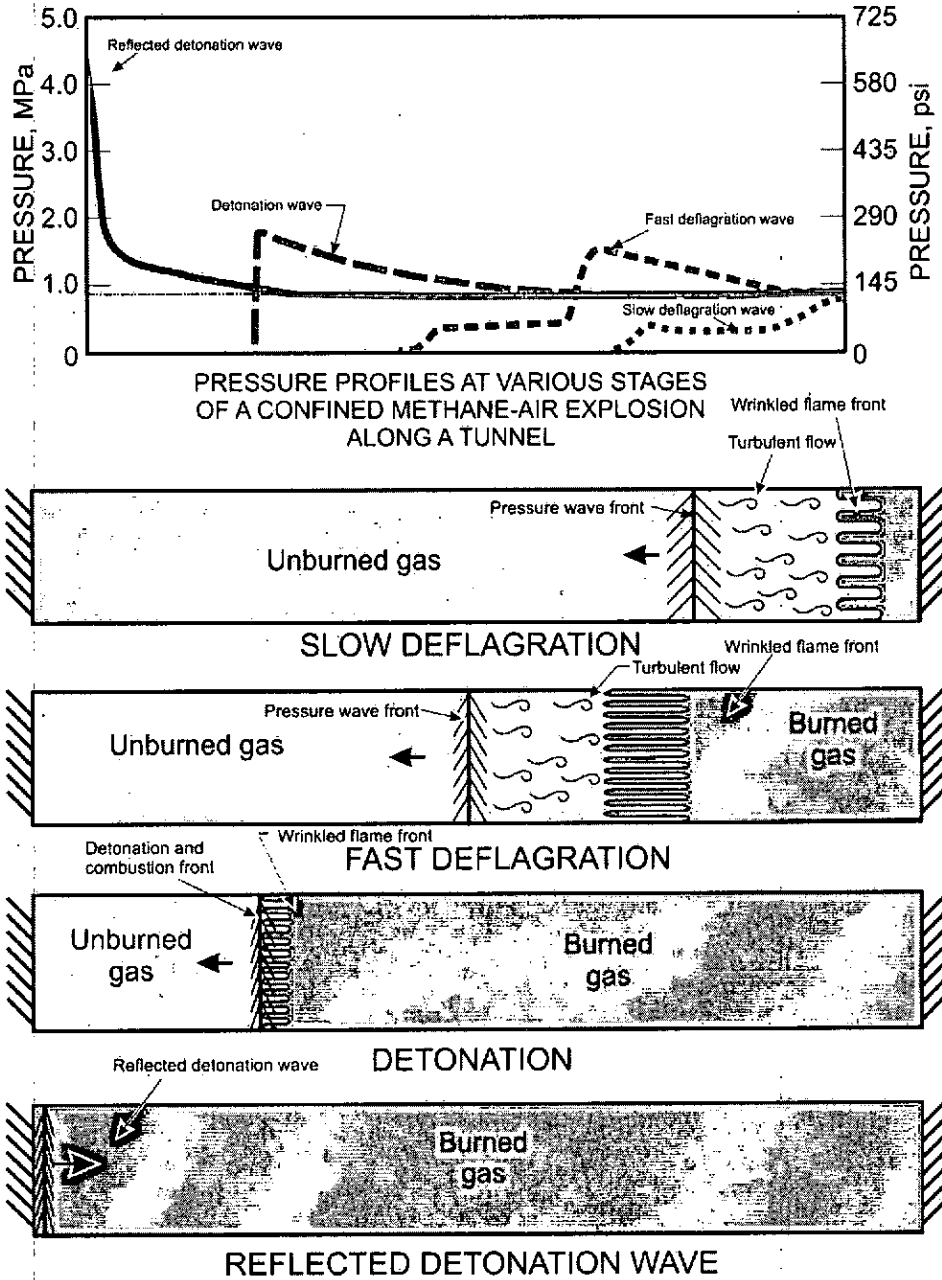 5.0
4.0
3.0
2.0
1.0
0
PRESSURE, MPa
Reflected detonation wave
Detonation wave
Fast deflagration wave
Slow deflagration wave
725
580
435
290
145
0
PRESSURE, psi
PRESSURE PROFILES AT VARIOUS STAGES
OF A CONFINED METHANE-AIR EXPLOSION
ALONG A TUNNEL
Wrinkled flame front
Turbulent flow
Pressure wave front
Unburned gas
SLOW DEFLAGRATION
Wrinkled flame front
Turbulent flow
Pressure wave front
Unburned gas
Burned
gas
FAST DEFLAGRATION
Wrinkled flame front
Detonation and
combustion front
Unburned
gas
Burned
gas
DETONATION
Reflected detonation wave
Burned
gas
REFLECTED DETONATION WAVE